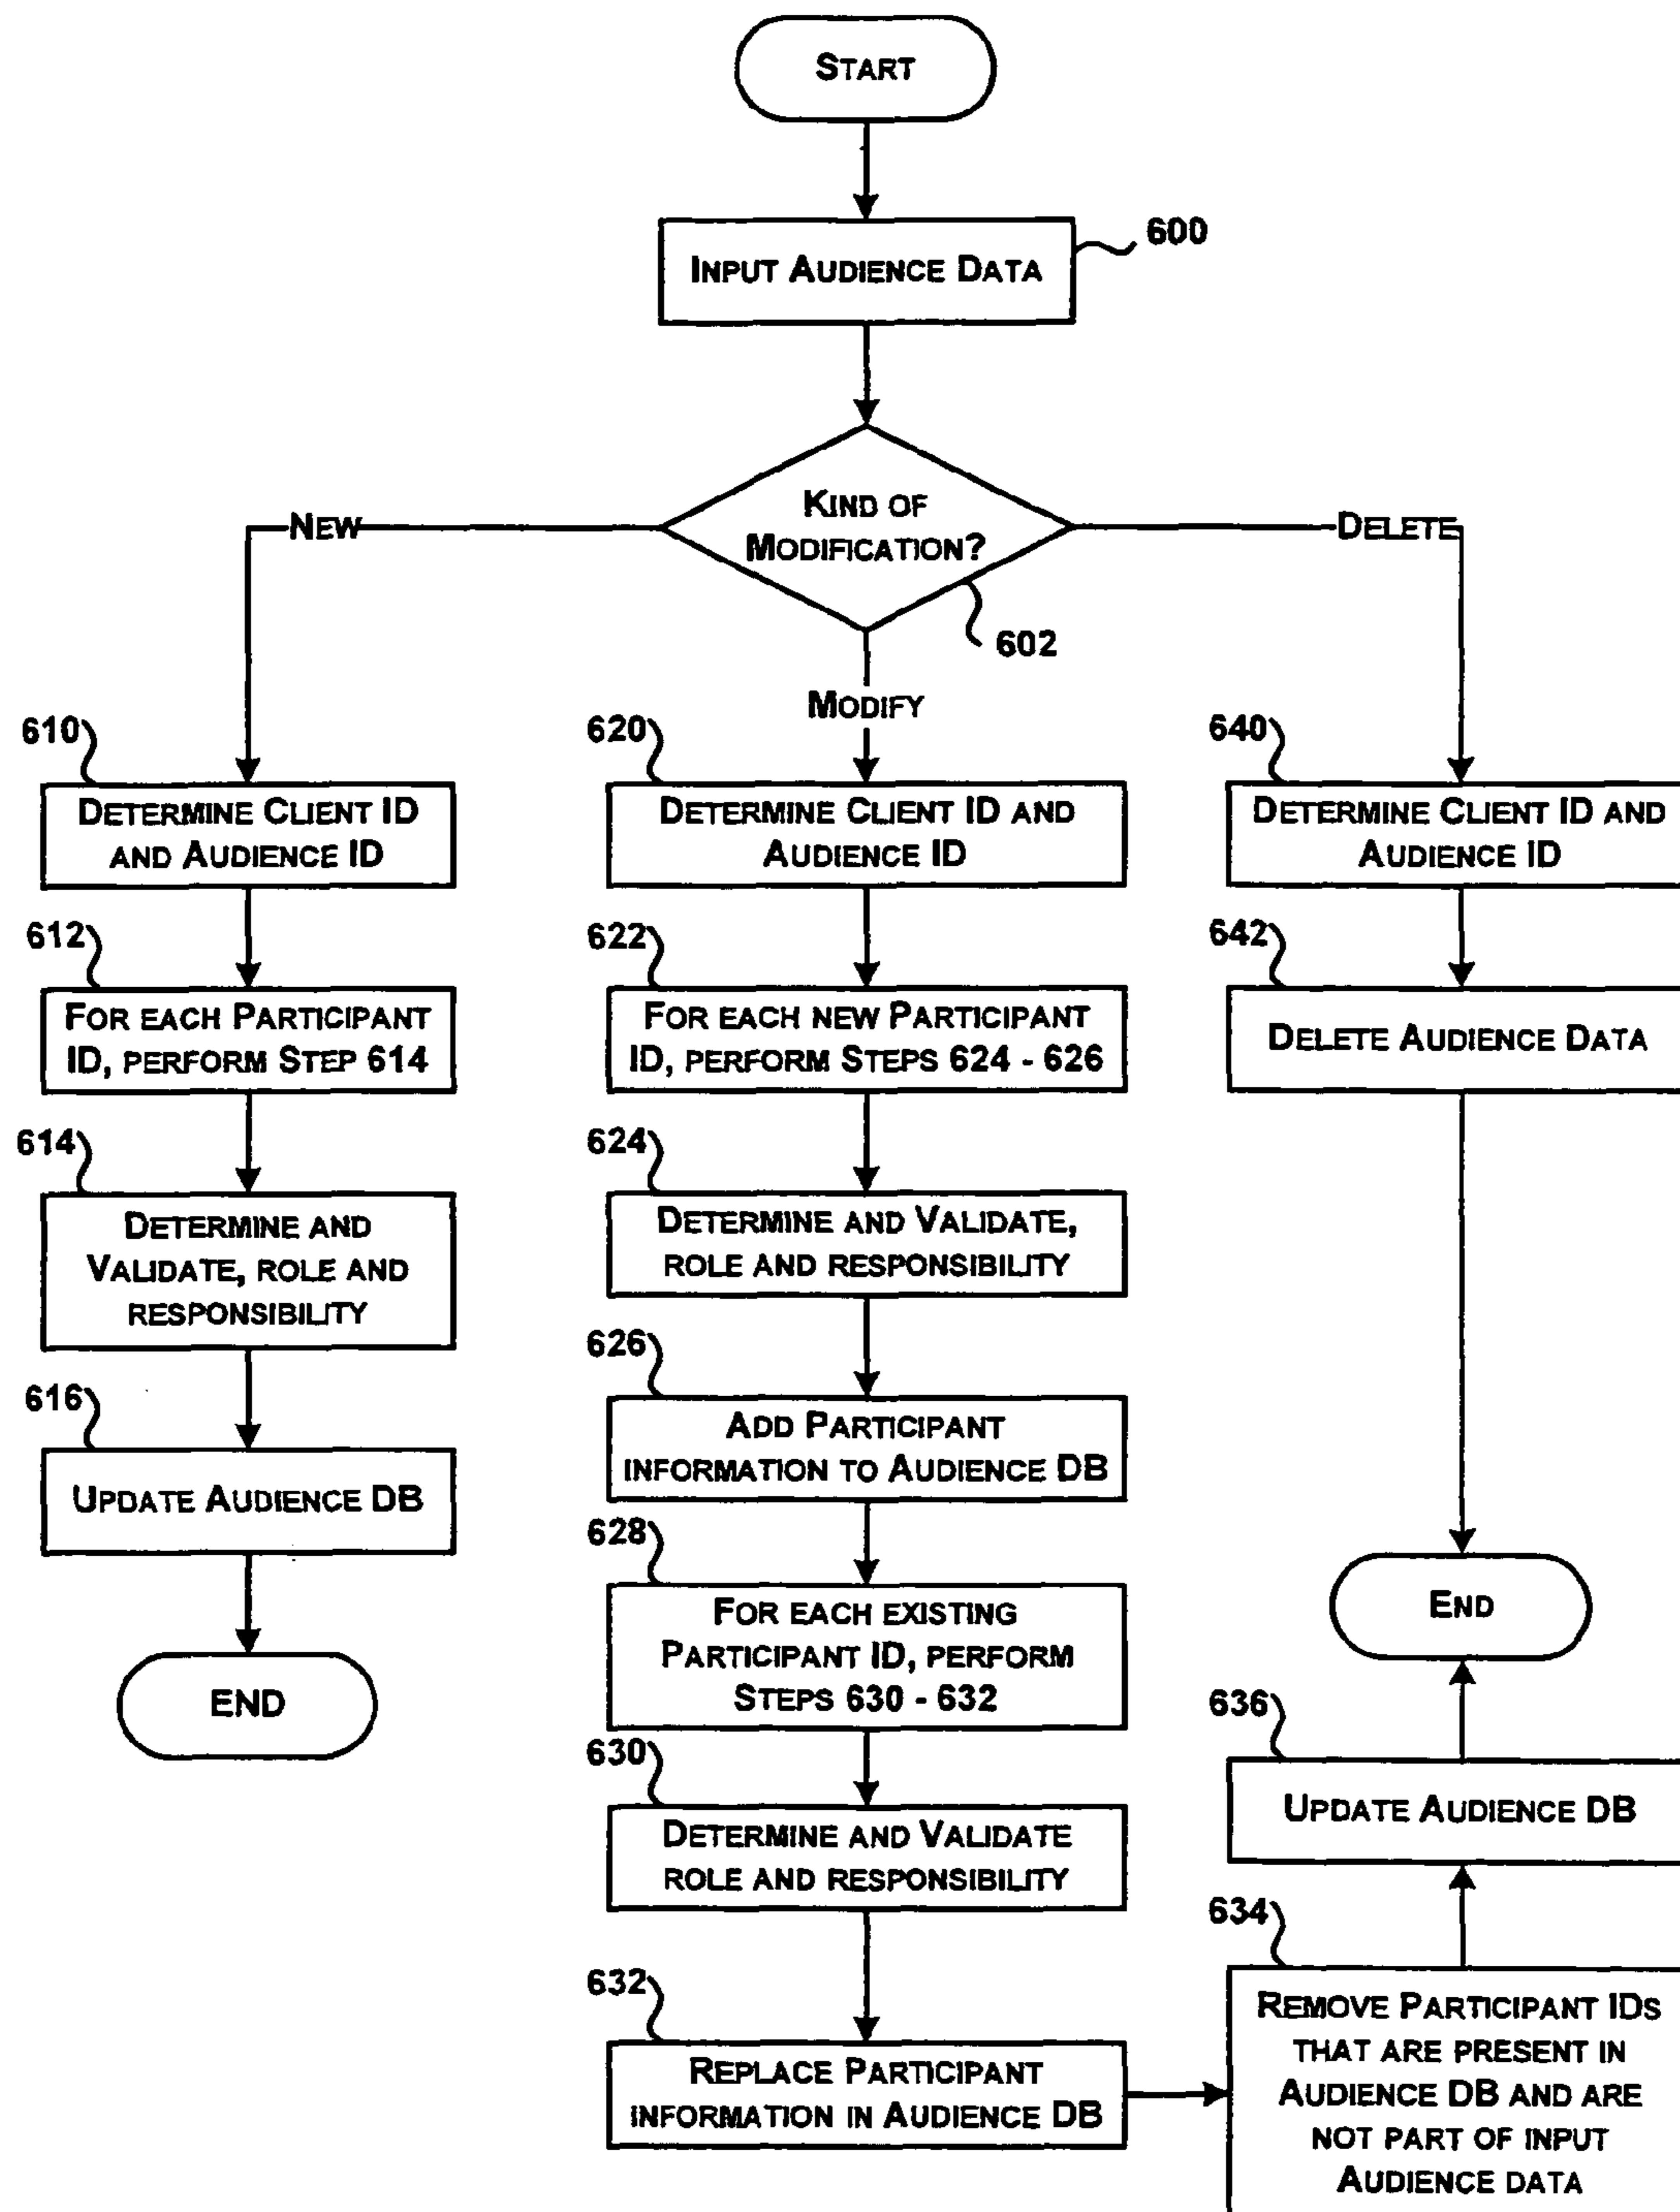 START
INPUT AUDIENCE DATA
600
KIND OF
MODIFICATION?
602
NEW
MODIFY
DELETE
610
DETERMINE CLIENT ID
AND AUDIENCE ID
612
FOR EACH PARTICIPANT
ID, PERFORM STEP 614
614
DETERMINE AND
VALIDATE, ROLE AND
RESPONSIBILITY
616
UPDATE AUDIENCE DB
END
620
DETERMINE CLIENT ID AND
AUDIENCE ID
622
FOR EACH NEW PARTICIPANT
ID, PERFORM STEPS 624 - 626
624
DETERMINE AND VALIDATE,
ROLE AND RESPONSIBILITY
626
ADD PARTICIPANT
INFORMATION TO AUDIENCE DB
628
FOR EACH EXISTING
PARTICIPANT ID, PERFORM
STEPS 630 - 632
630
DETERMINE AND VALIDATE
ROLE AND RESPONSIBILITY
632
REPLACE PARTICIPANT
INFORMATION IN AUDIENCE DB
640
DETERMINE CLIENT ID AND
AUDIENCE ID
642
DELETE AUDIENCE DATA
END
636
UPDATE AUDIENCE DB
634
REMOVE PARTICIPANT IDS
THAT ARE PRESENT IN
AUDIENCE DB AND ARE
NOT PART OF INPUT
AUDIENCE DATA